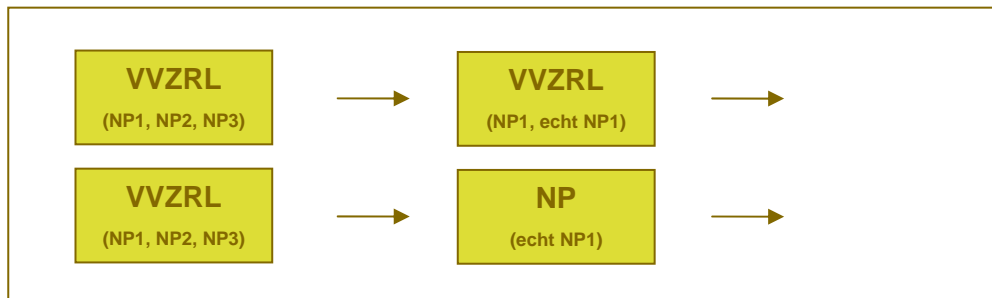 VVZRL
(NP1, NP2, NP3)
VVZRL
(NP1, echt NP1)
VVZRL
(NP1, NP2, NP3)
NP
(echt NP1)